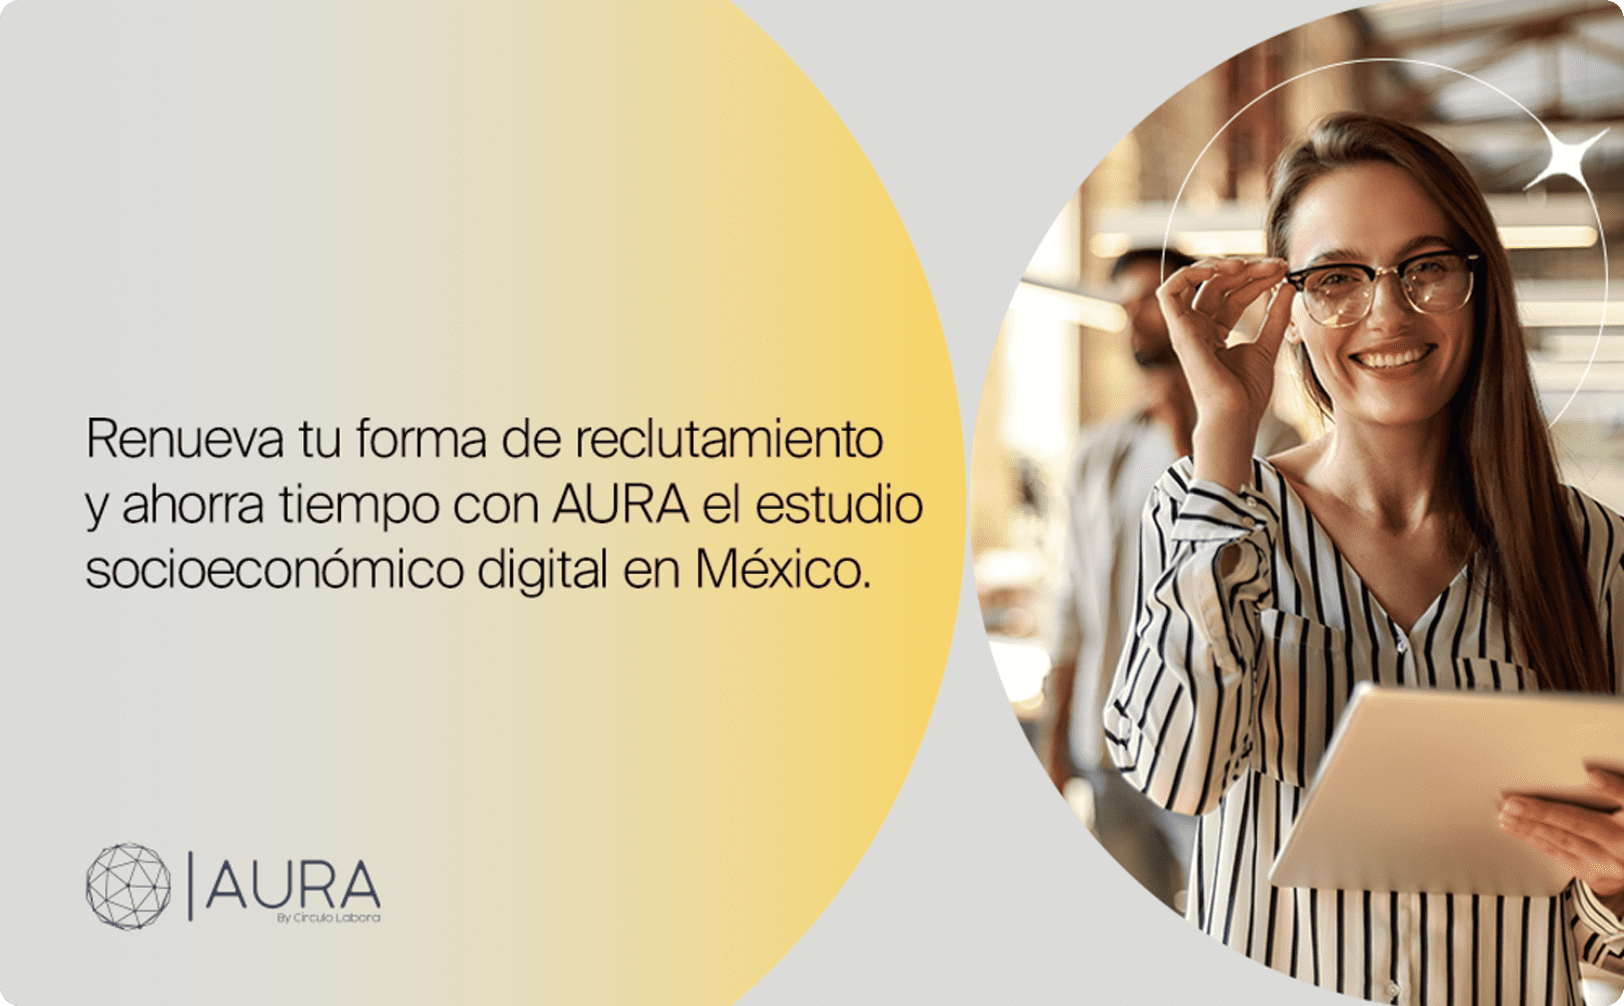 Renueva tu forma de reclutamiento
y ahorra tiempo con AURA el estudio
socioeconómico digital en México.
AURA
By Círculo Laboral